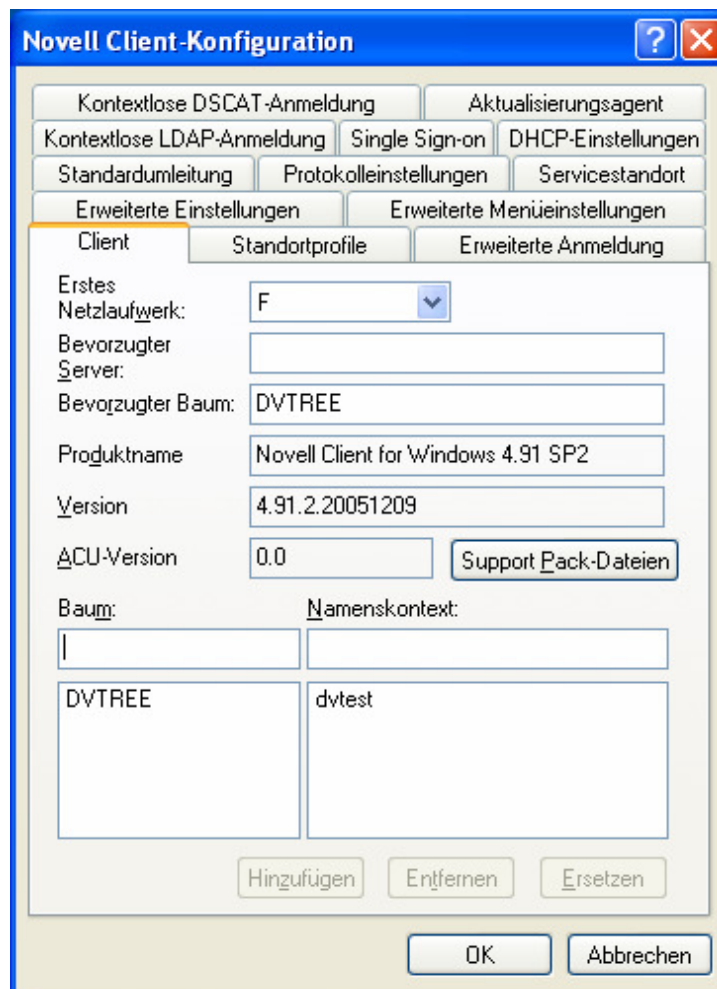 Novell Client-Konfiguration
Kontextlose DSCAT-Anmeldung Aktualisierungsagent
Kontextlose LDAP-Anmeldung Single Sign-on DHCP-Einstellungen
Standardumleitung Protokolleinstellungen Servicestandort
Erweiterte Einstellungen Erweiterte Menüeinstellungen
Client Standortprofile Erweiterte Anmeldung
Erstes
Netzlaufwerk: F
Bevorzugter
Server:
Bevorzugter Baum: DVTREE
Produktname Novell Client for Windows 4.91 SP2
Version 4.91.2.20051209
ACU-Version 0.0 Support Pack-Dateien
Baum: Namenskontext:
DVTREE dvtest
Hinzufügen Entfernen Ersetzen
OK Abbrechen